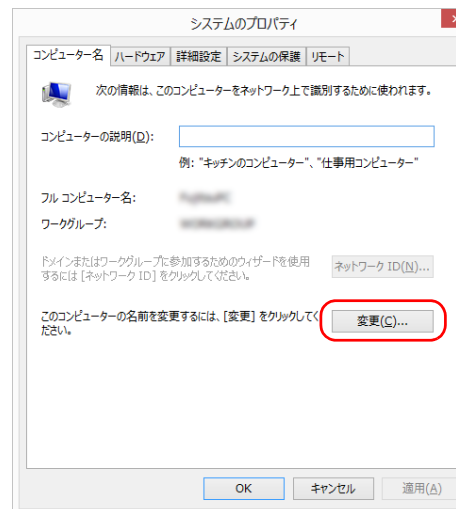 システムのプロパティ
コンピューター名 ハードウェア 詳細設定 システムの保護 リモート
次の情報は、このコンピューターをネットワーク上で識別するために使われます。
コンピューターの説明(D):
例: "キッチンのコンピューター"、"仕事用コンピューター"
フル コンピューター名:
ワークグループ:
ドメインまたはワークグループに参加するためのウィザードを使用
するには [ネットワーク ID] をクリックしてください。
ネットワーク ID(N)...
このコンピューターの名前を変更するには、[変更] をクリックしてく
ださい。
変更(C)...
OK キャンセル 適用(A)